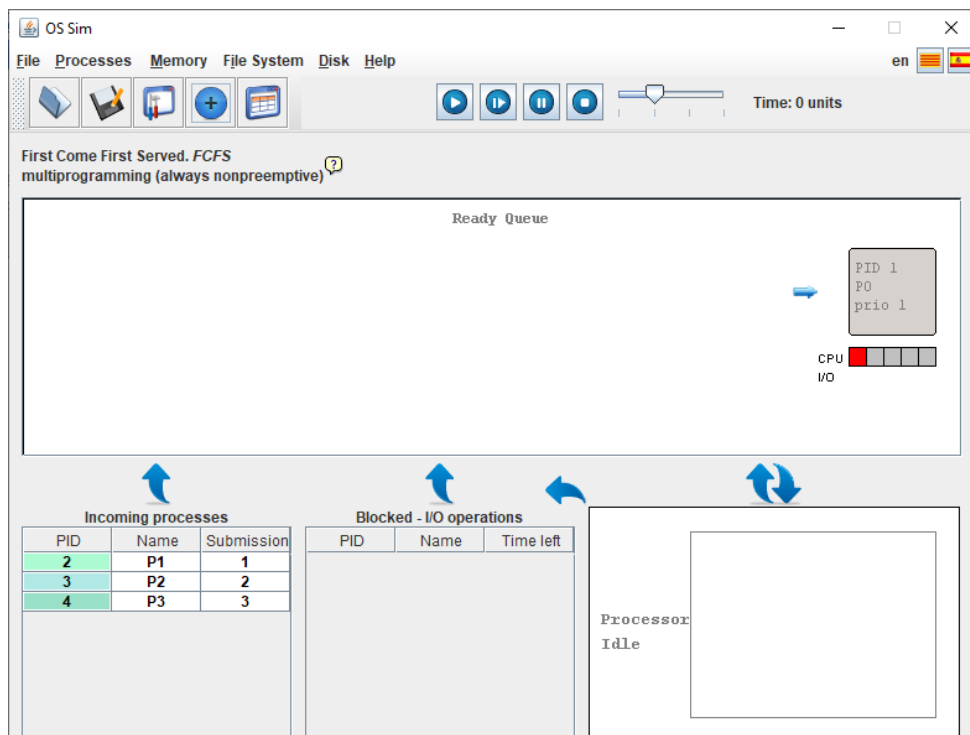 OS Sim
File Processes Memory File System Disk Help en
Time: 0 units
First Come First Served. FCFS
multiprogramming (always nonpreemptive) ?
Ready Queue
PID 1
P0
prio 1
CPU
I/O
Incoming processes
PID Name Submission
2 P1 1
3 P2 2
4 P3 3
Blocked - I/O operations
PID Name Time left
Processor
Idle